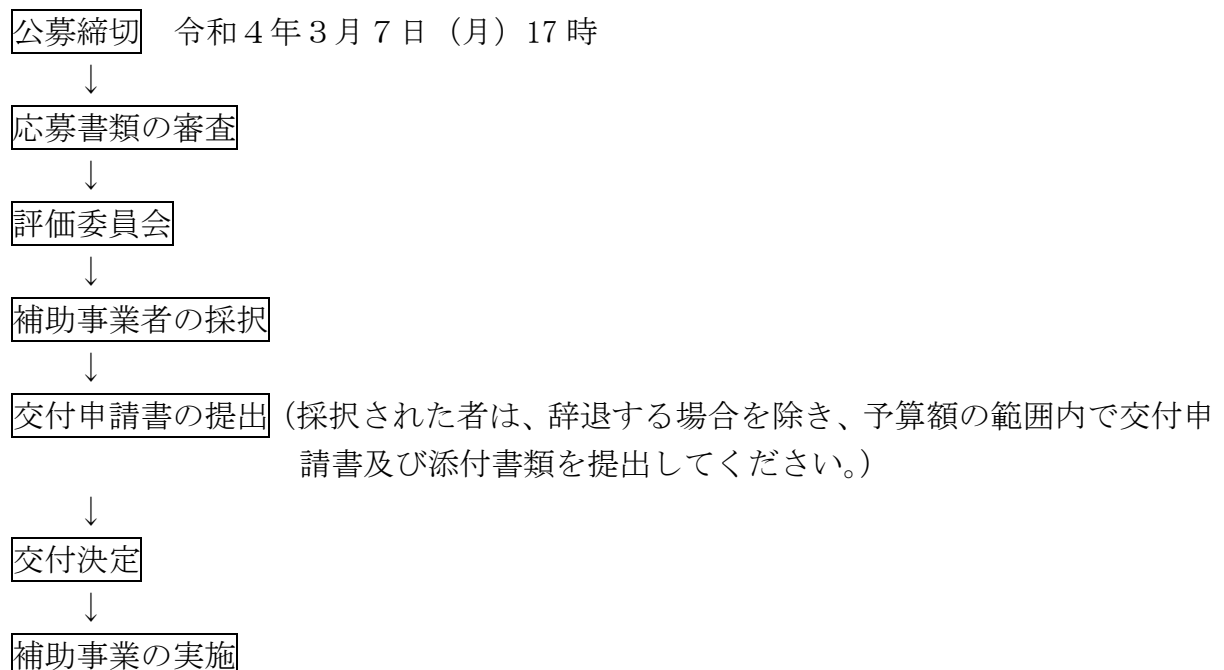 公募締切　令和４年３月７日（月）17 時
↓
応募書類の審査
↓
評価委員会
↓
補助事業者の採択
↓
交付申請書の提出（採択された者は、辞退する場合を除き、予算額の範囲内で交付申
請書及び添付書類を提出してください。）
↓
交付決定
↓
補助事業の実施